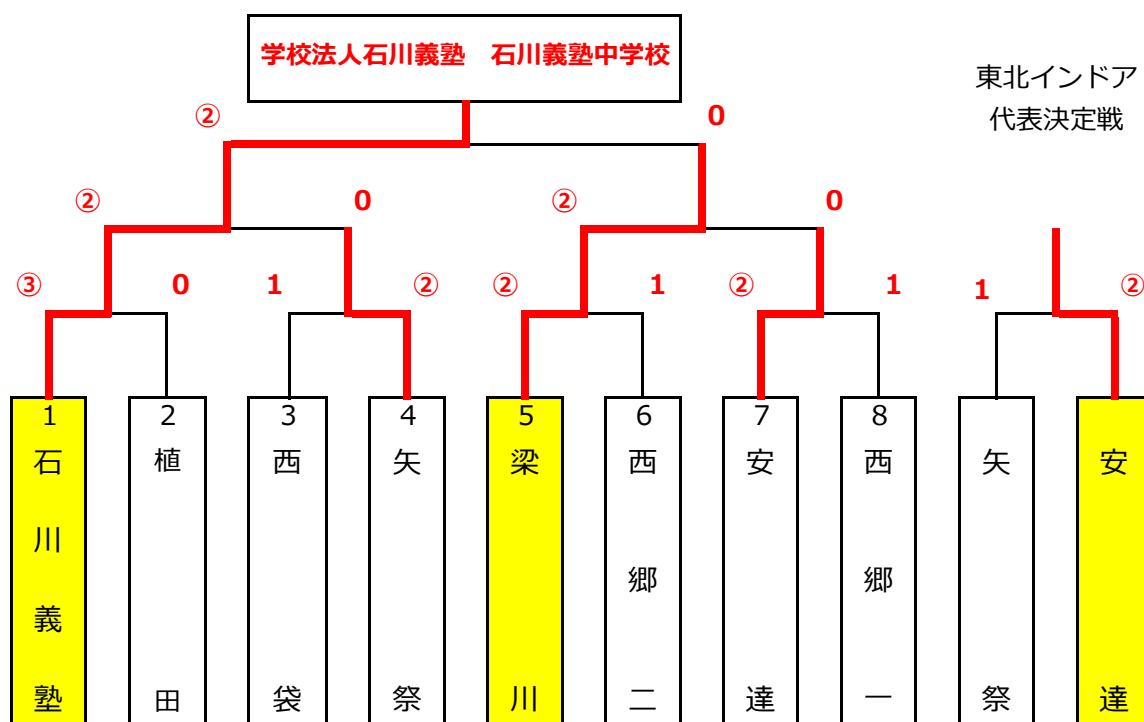 学校法人石川義塾　石川義塾中学校
東北インドア
代表決定戦
② 0
② 0 ② 0
③ 0 1 ② ② 1 ② 1 1 ②
1 石川義塾
2 植田
3 西袋
4 矢祭
5 梁川
6 西郷二
7 安達
8 西郷一
矢祭
安達